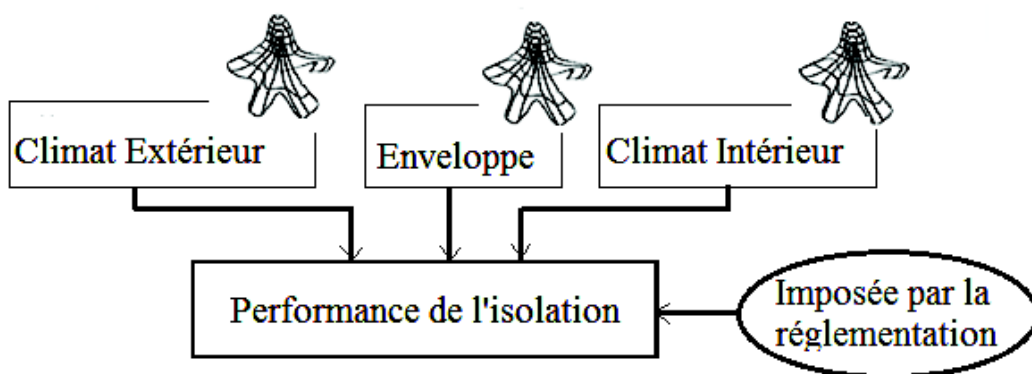 Climat Extérieur
Enveloppe
Climat Intérieur
Performance de l'isolation
Imposée par la
réglementation